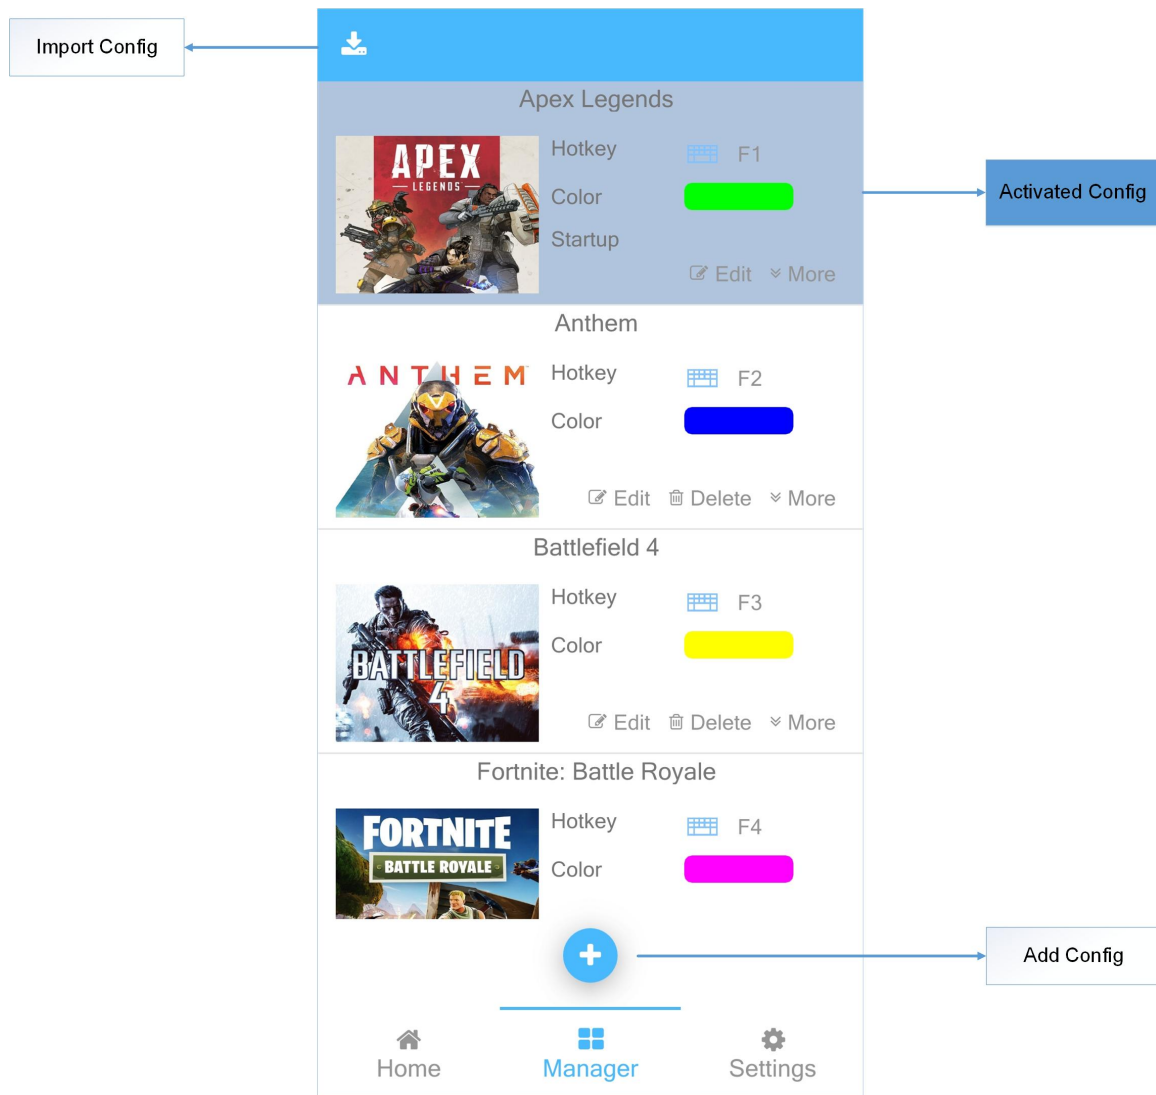 Import Config
Apex Legends
APEX
LEGENDS
Hotkey F1
Color
Startup
Edit More
Activated Config
Anthem
ANTHEM
Hotkey F2
Color
Edit Delete More
Battlefield 4
BATTLEFIELD
4
Hotkey F3
Color
Edit Delete More
Fortnite: Battle Royale
FORTNITE
BATTLE ROYALE
Hotkey F4
Color
Add Config
Home Manager Settings